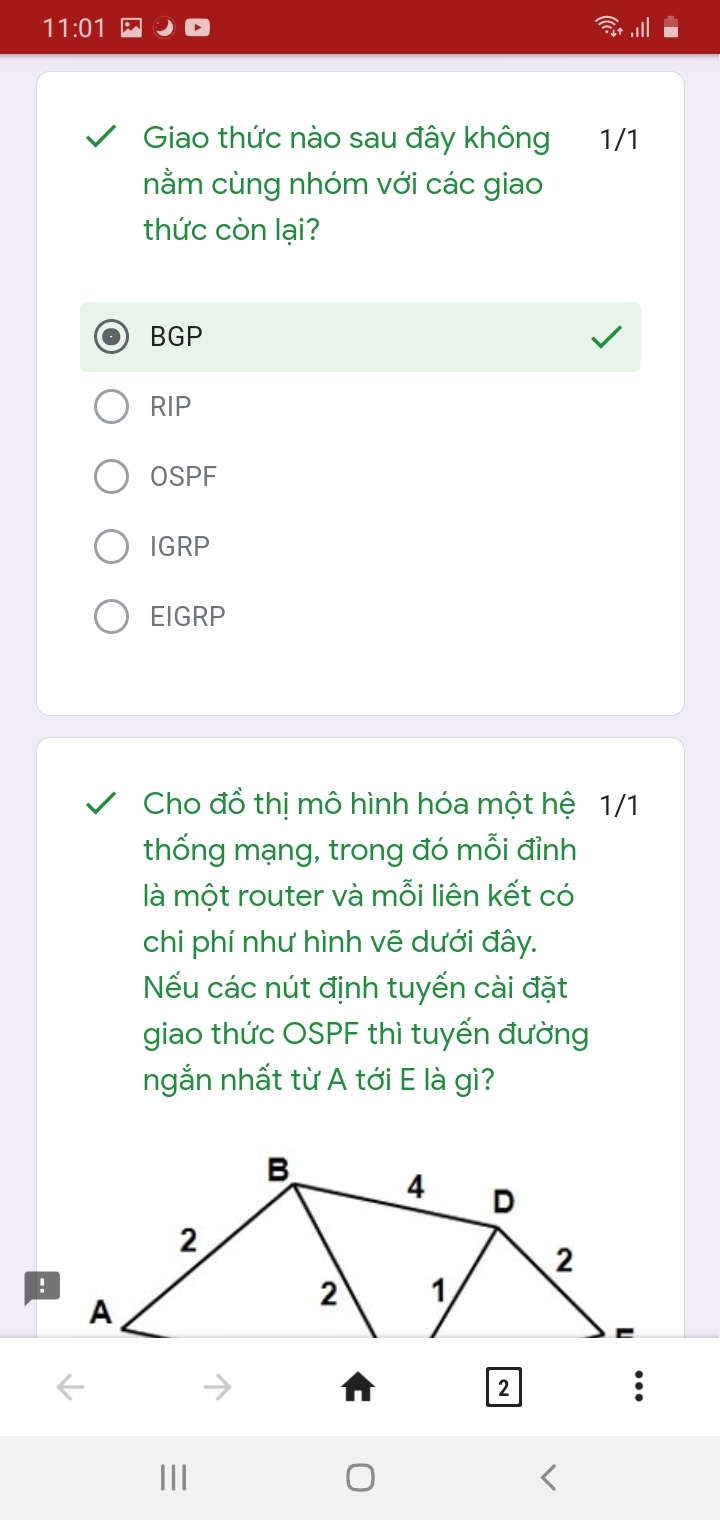 11:01
Giao thức nào sau đây không 1/1
nằm cùng nhóm với các giao
thức còn lại?
BGP
RIP
OSPF
IGRP
EIGRP
Cho đồ thị mô hình hóa một hệ 1/1
thống mạng, trong đó mỗi đỉnh
là một router và mỗi liên kết có
chi phí như hình vẽ dưới đây.
Nếu các nút định tuyến cài đặt
giao thức OSPF thì tuyến đường
ngắn nhất từ A tới E là gì?
B
4
D
2
2
2
1
A
2